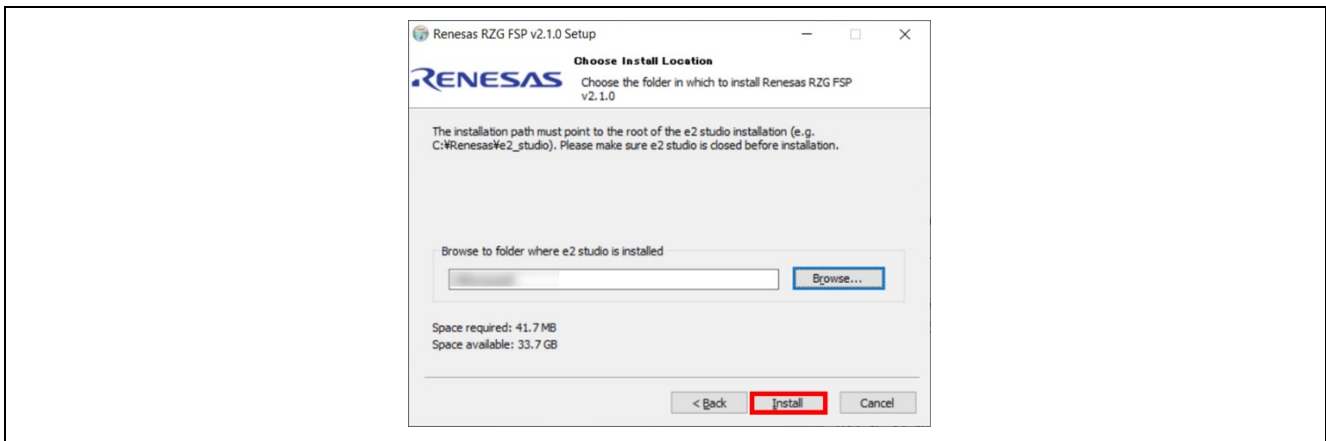 Renesas RZG FSP v2.1.0 Setup
RENESAS
Choose Install Location
Choose the folder in which to install Renesas RZG FSP
v2.1.0
The installation path must point to the root of the e2 studio installation (e.g.
C:¥Renesas¥e2_studio). Please make sure e2 studio is closed before installation.
Browse to folder where e2 studio is installed
Browse...
Space required: 41.7 MB
Space available: 33.7 GB
< Back
Install
Cancel